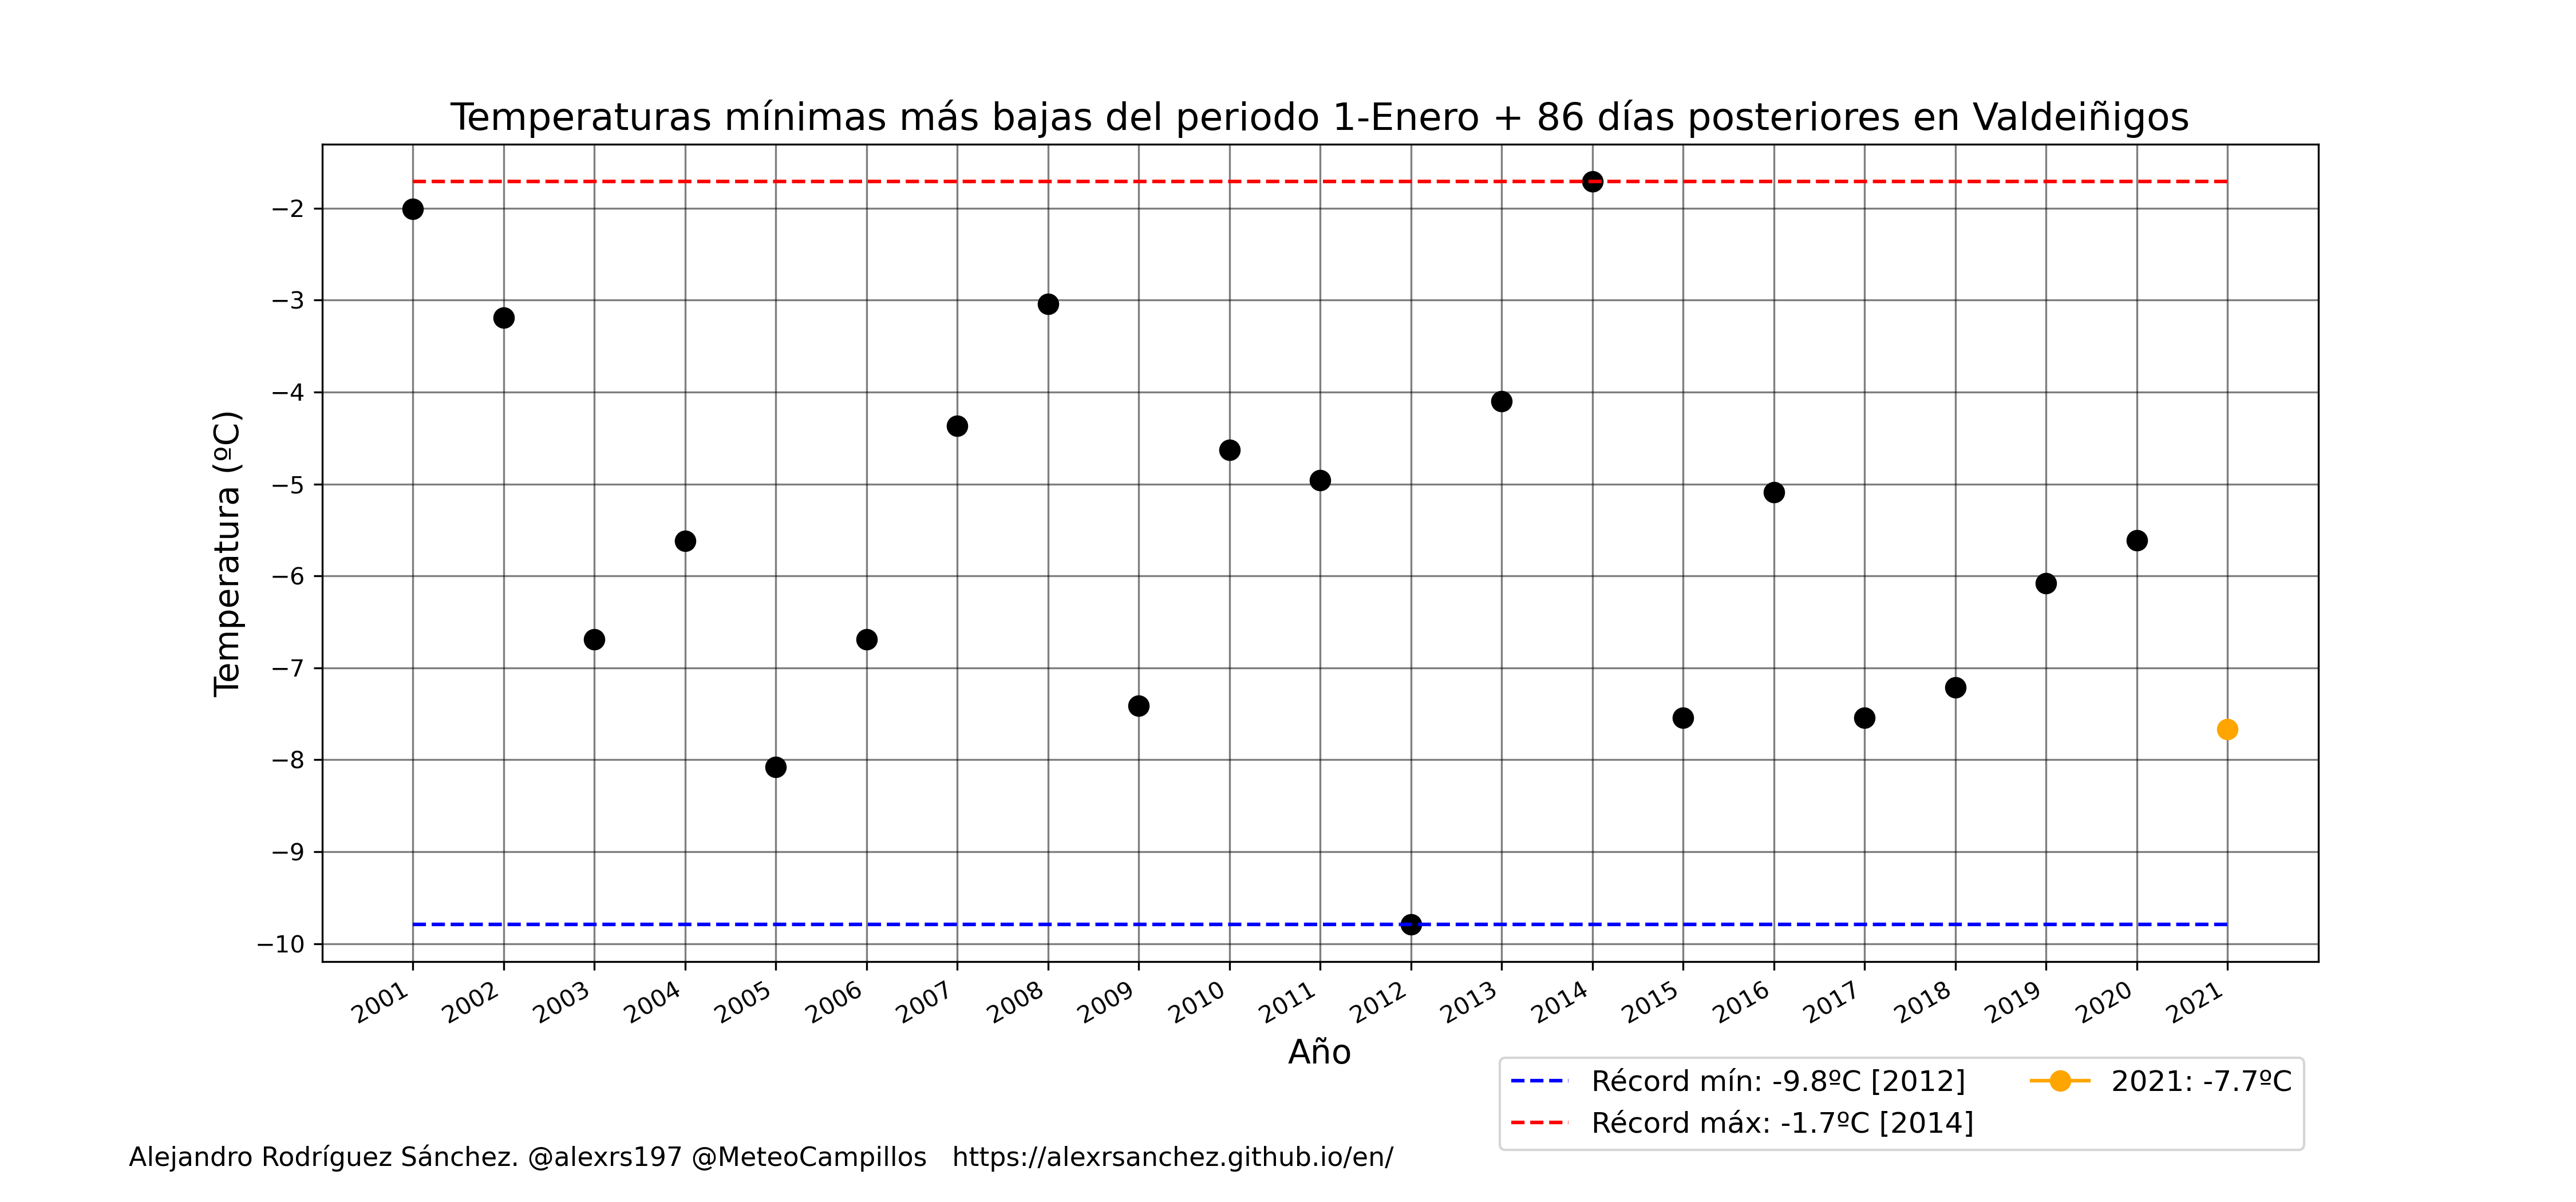 Temperaturas mínimas más bajas del periodo 1-Enero + 86 días posteriores en Valdeiñigos
Temperatura (ºC)
−2
−3
−4
−5
−6
−7
−8
−9
−10
2001 2002 2003 2004 2005 2006 2007 2008 2009 2010 2011 2012 2013 2014 2015 2016 2017 2018 2019 2020 2021
Año
Récord mín: -9.8ºC [2012]
Récord máx: -1.7ºC [2014]
2021: -7.7ºC
Alejandro Rodríguez Sánchez. @alexrs197 @MeteoCampillos https://alexrsanchez.github.io/en/